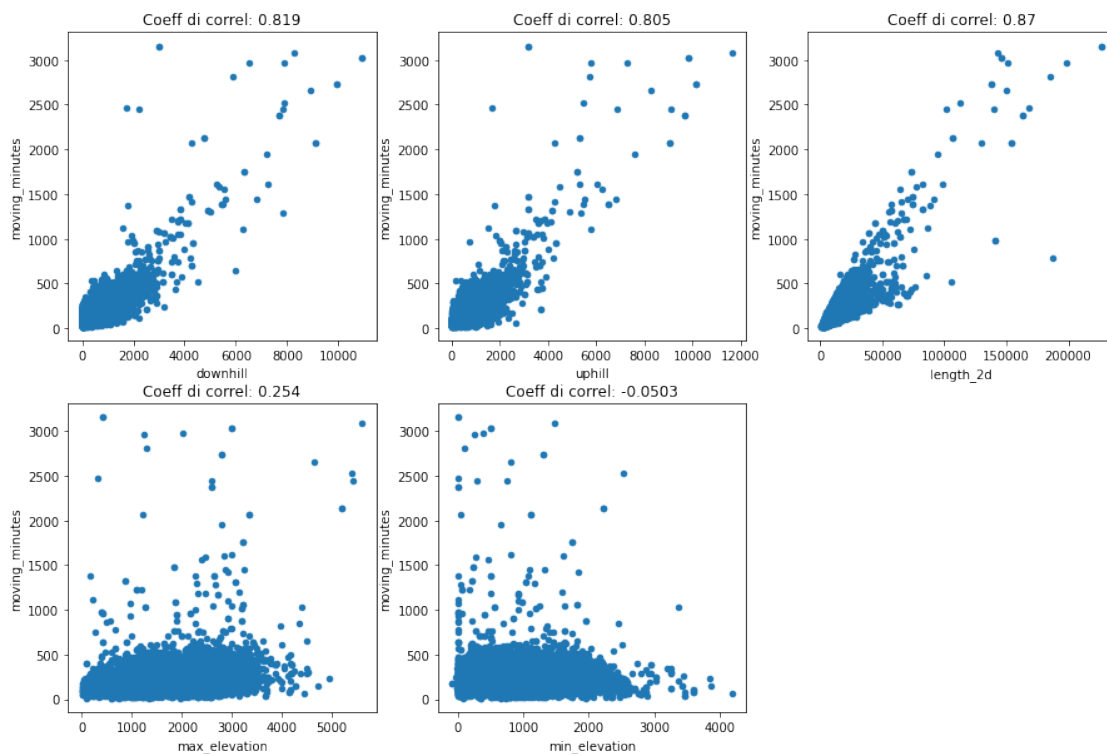 Coeff di correl: 0.819
3000
2500
2000
1500
1000
500
0
moving_minutes
0 2000 4000 6000 8000 10000
downhill
Coeff di correl: 0.805
3000
2500
2000
1500
1000
500
0
moving_minutes
0 2000 4000 6000 8000 10000 12000
uphill
Coeff di correl: 0.87
3000
2500
2000
1500
1000
500
0
moving_minutes
0 50000 100000 150000 200000
length_2d
Coeff di correl: 0.254
3000
2500
2000
1500
1000
500
0
moving_minutes
0 1000 2000 3000 4000 5000
max_elevation
Coeff di correl: -0.0503
3000
2500
2000
1500
1000
500
0
moving_minutes
0 1000 2000 3000 4000
min_elevation